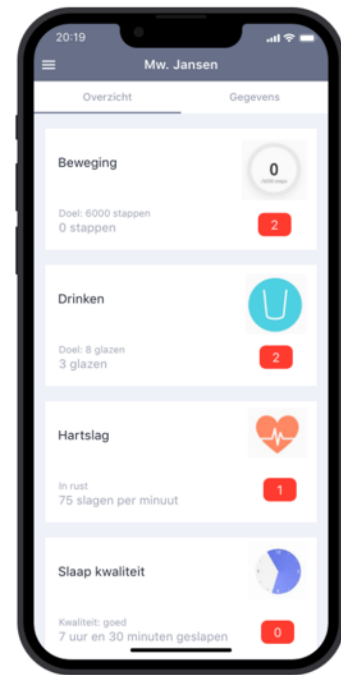 20:19
Mw. Jansen
Overzicht
Gegevens
Beweging
0
Doel: 6000 stappen
0 stappen
2
Drinken
Doel: 8 glazen
3 glazen
2
Hartslag
In rust
75 slagen per minuut
1
Slaap kwaliteit
Kwaliteit: goed
7 uur en 30 minuten geslapen
0